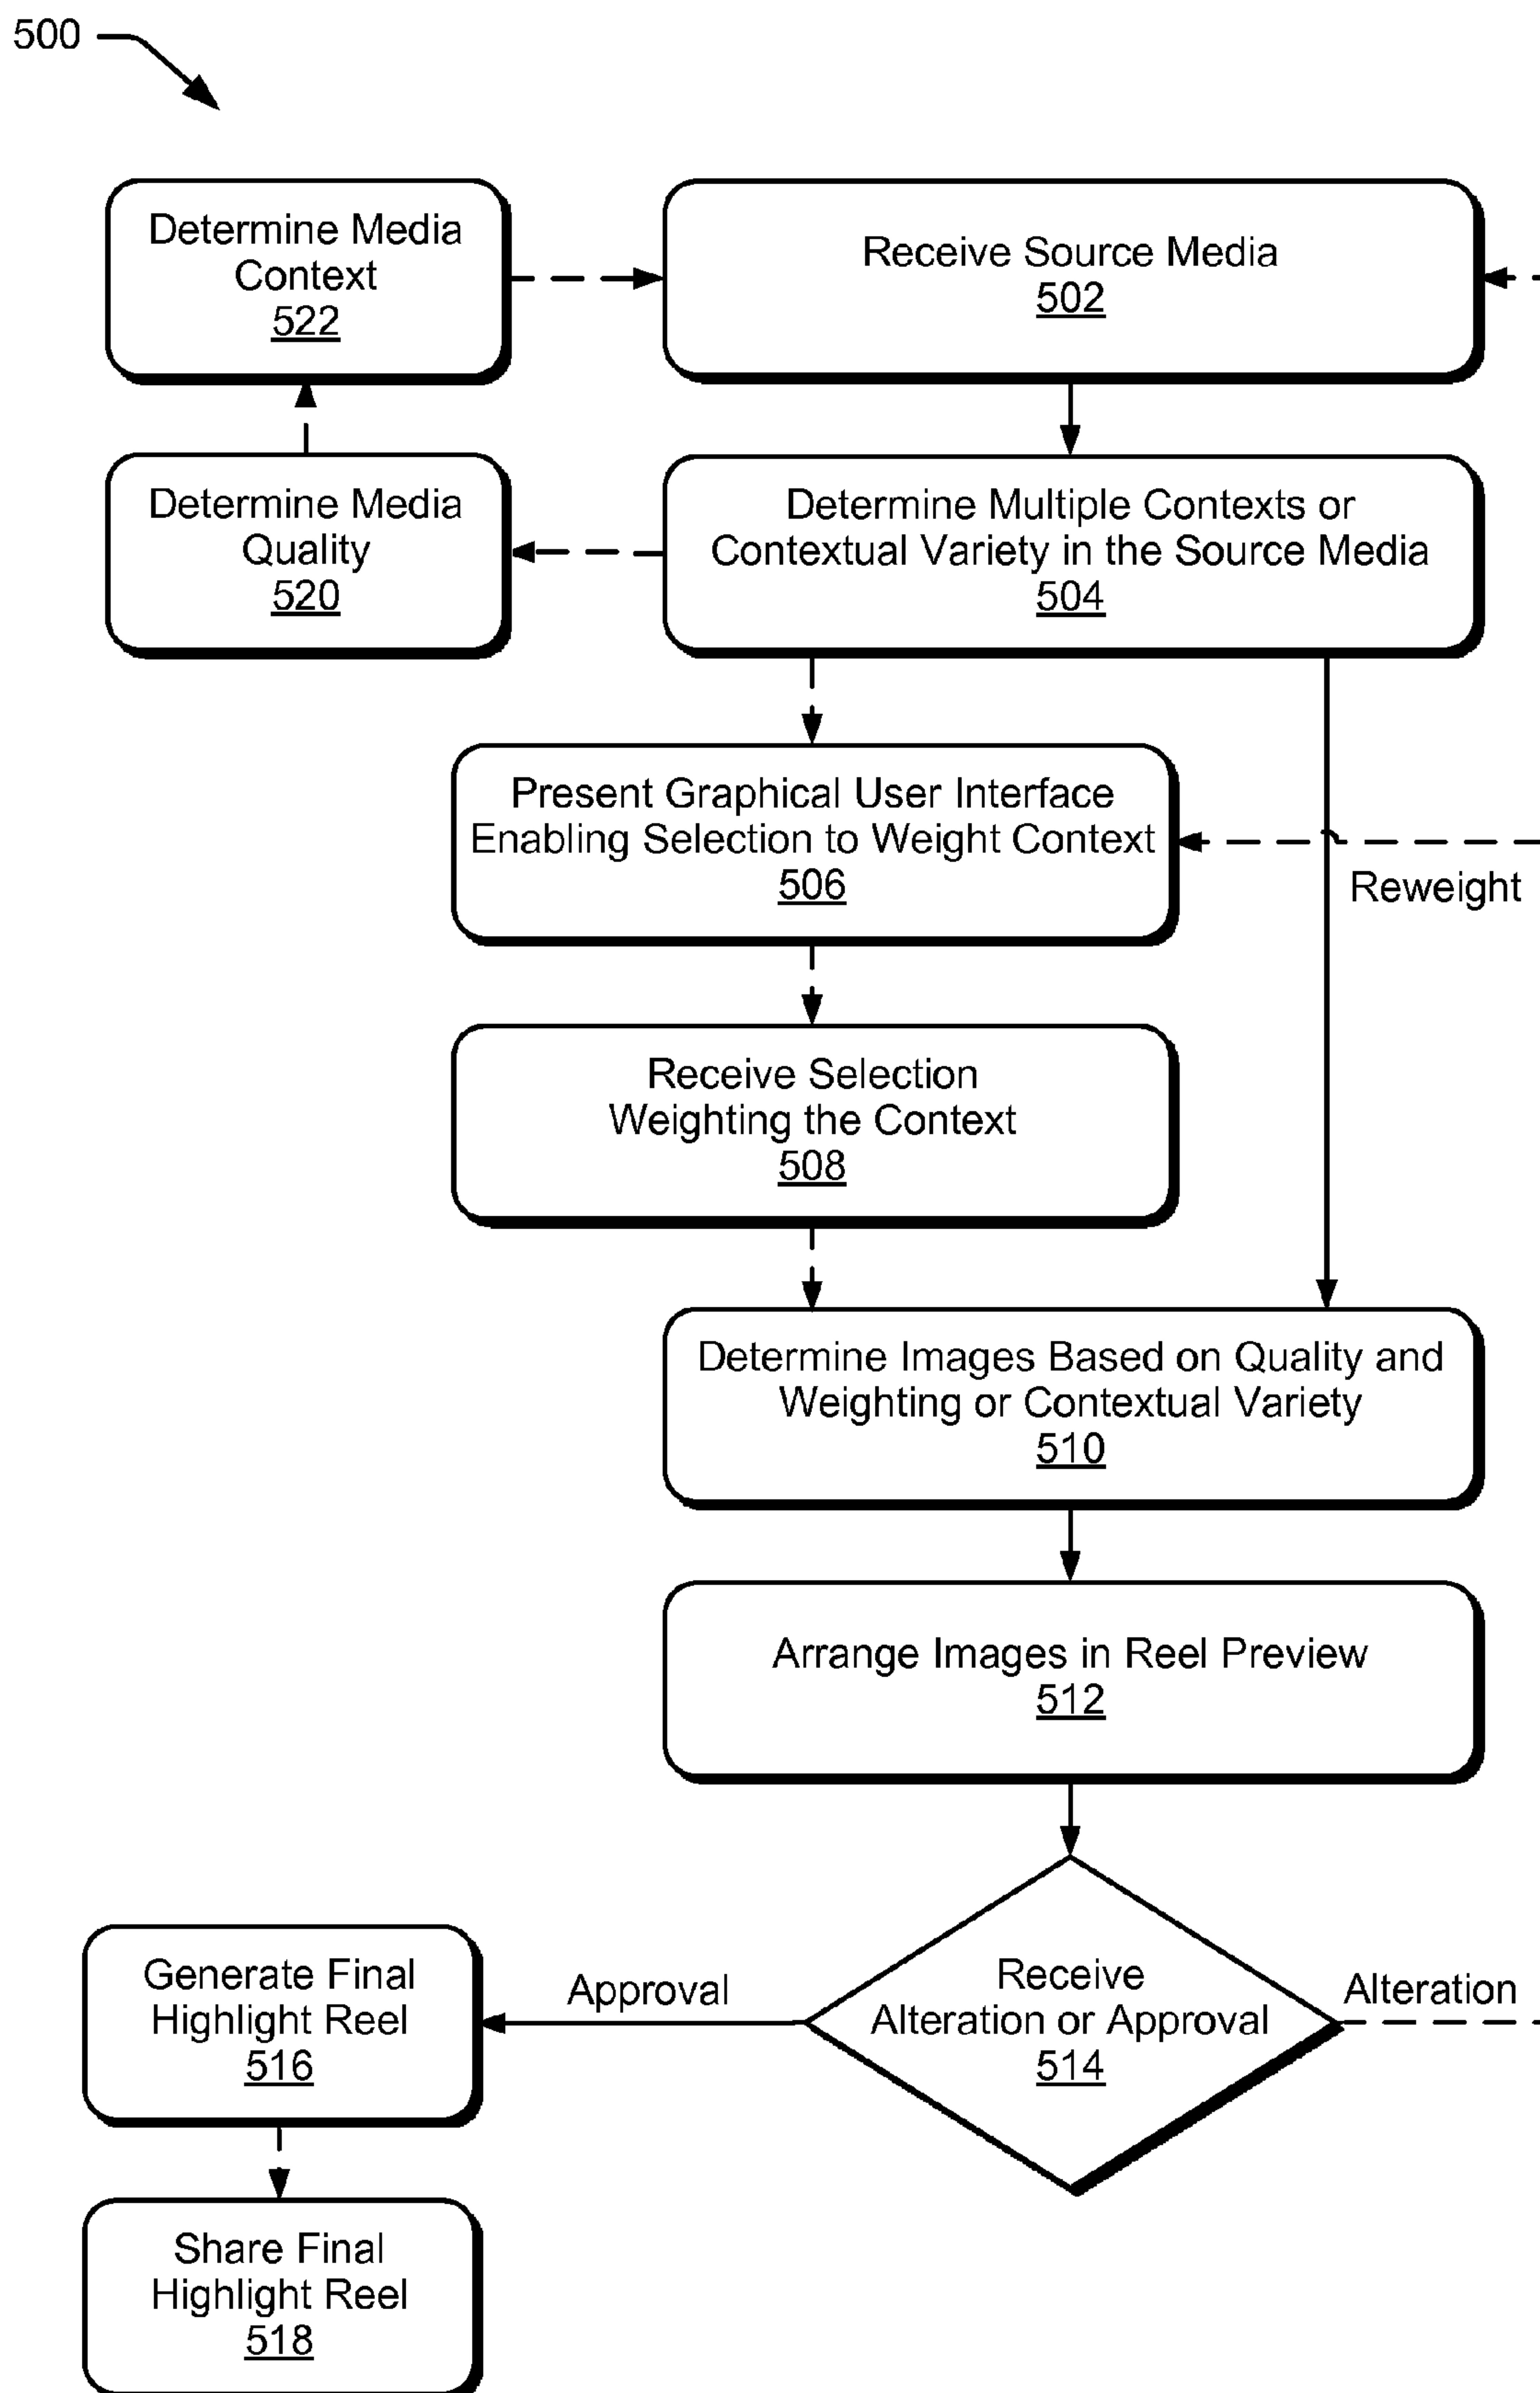 500
Determine Media
Context
522
Receive Source Media
502
Determine Media
Quality
520
Determine Multiple Contexts or
Contextual Variety in the Source Media
504
Present Graphical User Interface
Enabling Selection to Weight Context
506
Reweight
Receive Selection
Weighting the Context
508
Determine Images Based on Quality and
Weighting or Contextual Variety
510
Arrange Images in Reel Preview
512
Generate Final
Highlight Reel
516
Approval
Receive
Alteration or Approval
514
Alteration
Share Final
Highlight Reel
518